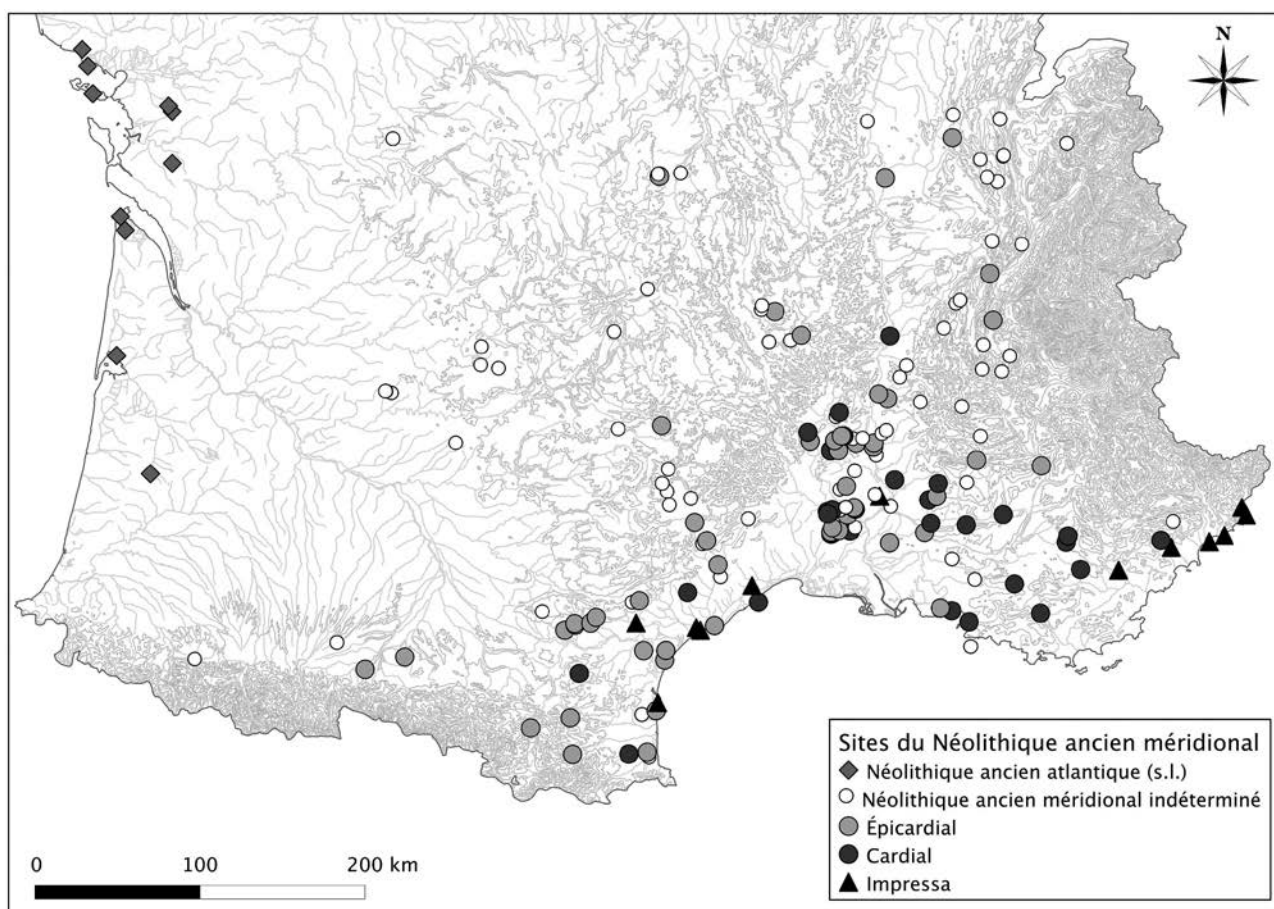 N
Sites du Néolithique ancien méridional
Néolithique ancien atlantique (s.l.)
Néolithique ancien méridional indéterminé
Épicardial
Cardial
Impressa
0 100 200 km